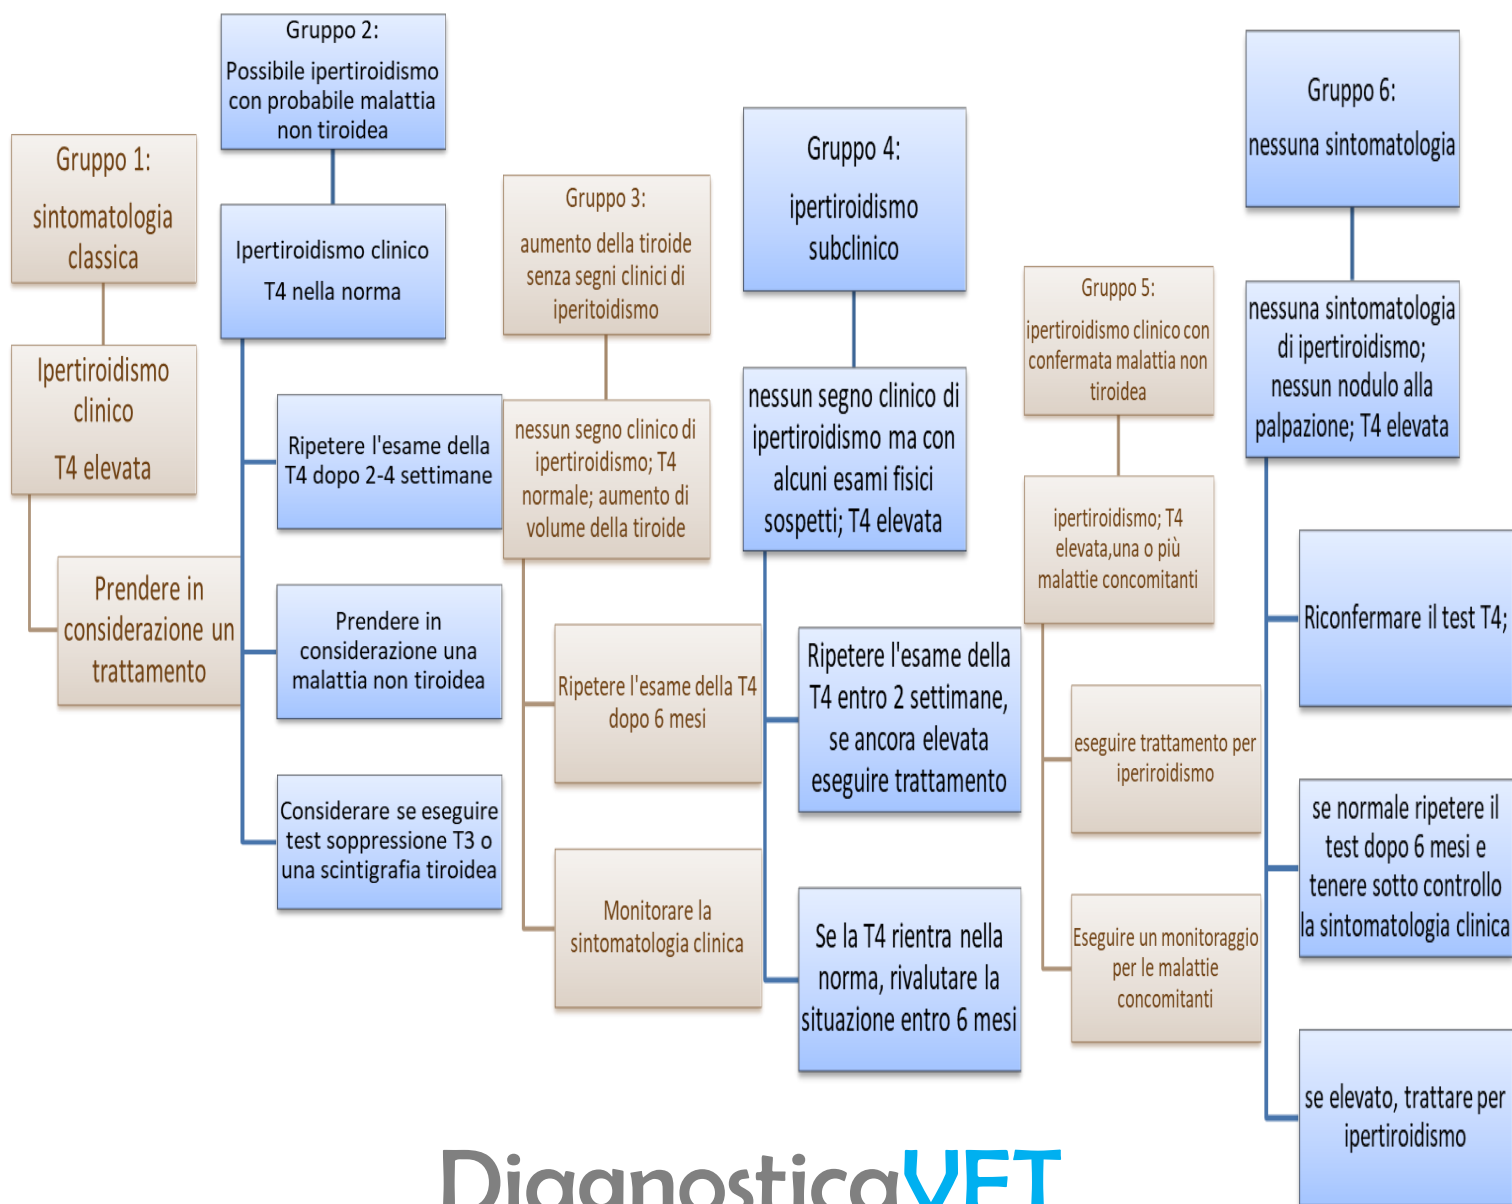 Gruppo 1:
sintomatologia
classica
Ipertiroidismo
clinico
T4 elevata
Prendere in
considerazione un
trattamento
Gruppo 2:
Possibile ipertiroidismo
con probabile malattia
non tiroidea
Ipertiroidismo clinico
T4 nella norma
Ripetere l'esame della
T4 dopo 2-4 settimane
Prendere in
considerazione una
malattia non tiroidea
Considerare se eseguire
test soppressione T3 o
una scintigrafia tiroidea
Gruppo 3:
aumento della tiroide
senza segni clinici di
iperitoidismo
nessun segno clinico di
ipertiroidismo; T4
normale; aumento di
volume della tiroide
Ripetere l'esame della T4
dopo 6 mesi
Monitorare la
sintomatologia clinica
Gruppo 4:
ipertiroidismo
subclinico
nessun segno clinico di
ipertiroidismo ma con
alcuni esami fisici
sospetti; T4 elevata
Ripetere l'esame della
T4 entro 2 settimane,
se ancora elevata
eseguire trattamento
Se la T4 rientra nella
norma, rivalutare la
situazione entro 6 mesi
Gruppo 5:
ipertiroidismo clinico con
confermata malattia non
tiroidea
ipertiroidismo; T4
elevata,una o più
malattie concomitanti
eseguire trattamento per
iperiroidismo
Eseguire un monitoraggio
per le malattie
concomitanti
Gruppo 6:
nessuna sintomatologia
nessuna sintomatologia
di ipertiroidismo;
nessun nodulo alla
palpazione; T4 elevata
Riconfermare il test T4;
se normale ripetere il
test dopo 6 mesi e
tenere sotto controllo
la sintomatologia clinica
se elevato, trattare per
ipertiroidismo
DiagnosticaVET